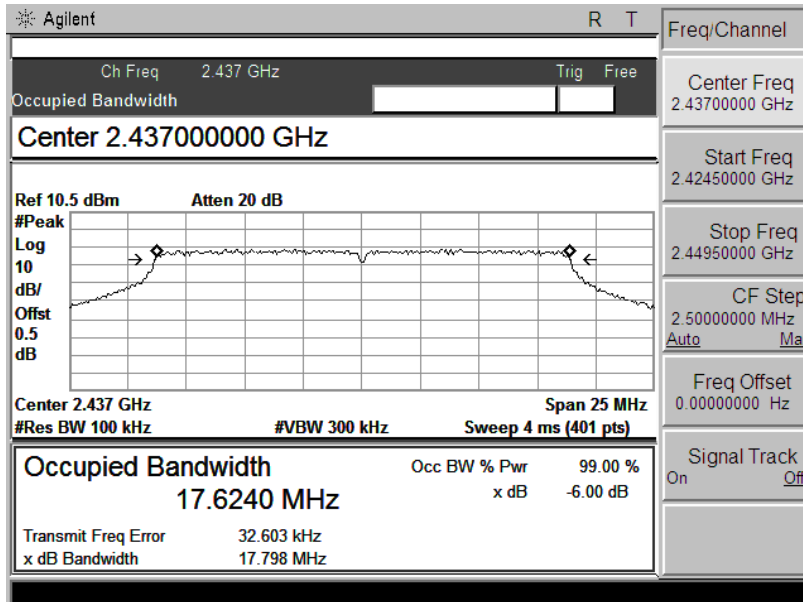 Agilent R T
Ch Freq 2.437 GHz Trig Free
Occupied Bandwidth
Center 2.437000000 GHz
Ref 10.5 dBm Atten 20 dB
#Peak
Log
10
dB/
Offst
0.5
dB
Center 2.437 GHz Span 25 MHz
#Res BW 100 kHz #VBW 300 kHz Sweep 4 ms (401 pts)
Occupied Bandwidth
17.6240 MHz
Occ BW % Pwr 99.00 %
x dB -6.00 dB
Transmit Freq Error 32.603 kHz
x dB Bandwidth 17.798 MHz
Freq/Channel
Center Freq
2.43700000 GHz
Start Freq
2.42450000 GHz
Stop Freq
2.44950000 GHz
CF Step
2.50000000 MHz
Auto Ma
Freq Offset
0.00000000 Hz
Signal Track
On Off